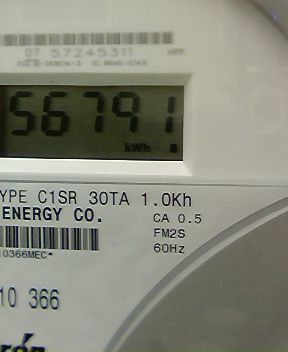 07 57245311
56791
kWh
YPE C1SR 30TA 1.0Kh
ENERGY CO.
CA 0.5
FM2S
60Hz
0366MEC
10 366
rón